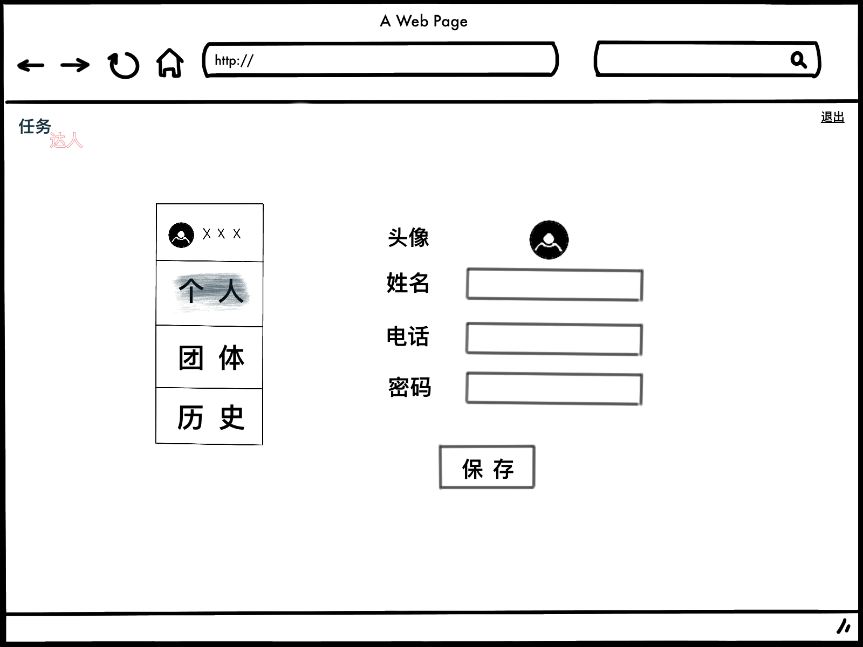 A Web Page
http://
任务
达人
退出
X X X
个 人
团 体
历 史
头像
姓名
电话
密码
保 存